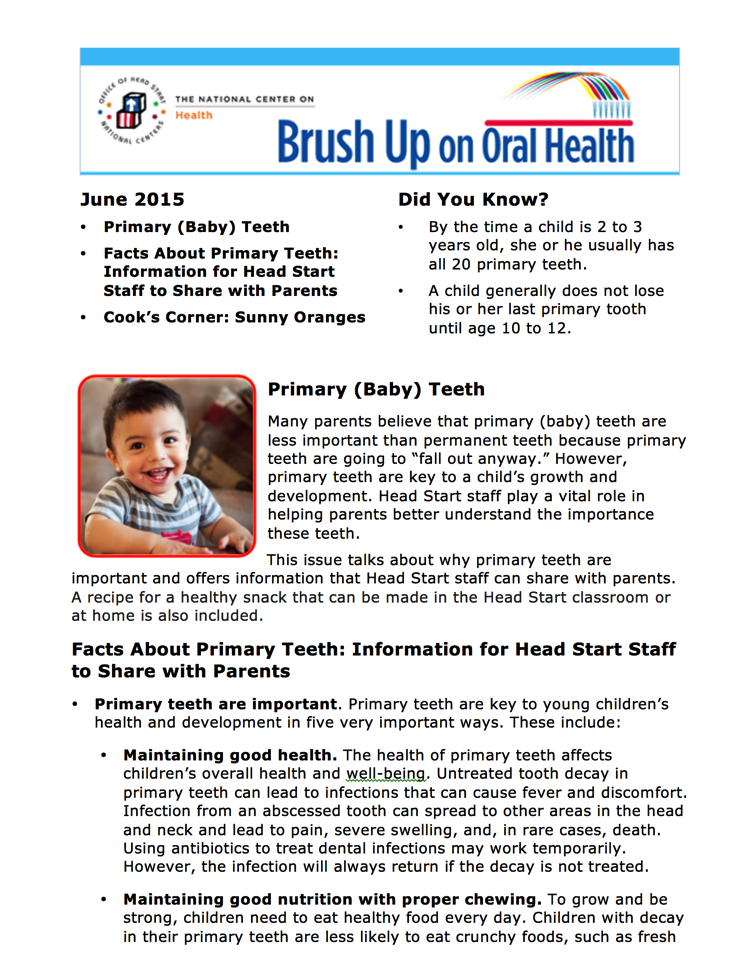 OFFICE OF HEAD START
NATIONAL CENTERS
THE NATIONAL CENTER ON
Health
Brush Up on Oral Health
June 2015
• Primary (Baby) Teeth
• Facts About Primary Teeth:
Information for Head Start
Staff to Share with Parents
• Cook’s Corner: Sunny Oranges
Did You Know?
• By the time a child is 2 to 3
years old, she or he usually has
all 20 primary teeth.
• A child generally does not lose
his or her last primary tooth
until age 10 to 12.
Primary (Baby) Teeth
Many parents believe that primary (baby) teeth are
less important than permanent teeth because primary
teeth are going to “fall out anyway.” However,
primary teeth are key to a child’s growth and
development. Head Start staff play a vital role in
helping parents better understand the importance
these teeth.
This issue talks about why primary teeth are
important and offers information that Head Start staff can share with parents.
A recipe for a healthy snack that can be made in the Head Start classroom or
at home is also included.
Facts About Primary Teeth: Information for Head Start Staff
to Share with Parents
• Primary teeth are important. Primary teeth are key to young children’s
health and development in five very important ways. These include:
• Maintaining good health. The health of primary teeth affects
children’s overall health and well-being. Untreated tooth decay in
primary teeth can lead to infections that can cause fever and discomfort.
Infection from an abscessed tooth can spread to other areas in the head
and neck and lead to pain, severe swelling, and, in rare cases, death.
Using antibiotics to treat dental infections may work temporarily.
However, the infection will always return if the decay is not treated.
• Maintaining good nutrition with proper chewing. To grow and be
strong, children need to eat healthy food every day. Children with decay
in their primary teeth are less likely to eat crunchy foods, such as fresh